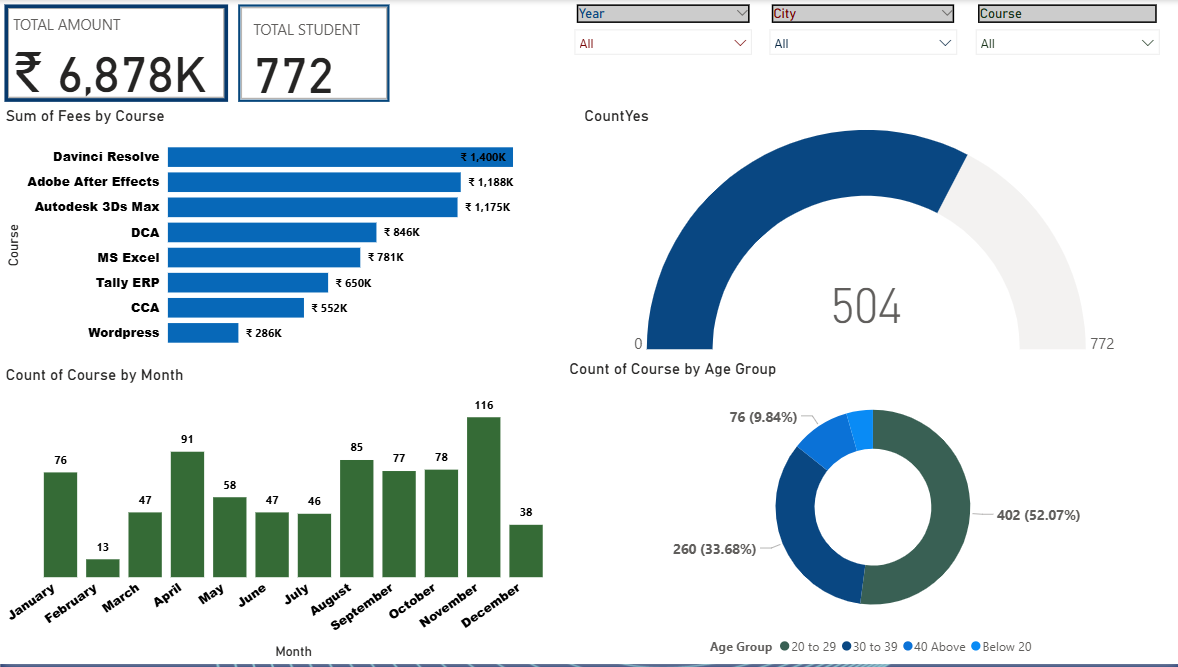 TOTAL AMOUNT
₹ 6,878K
TOTAL STUDENT
772
Year
City
Course
All
All
All
Sum of Fees by Course
Course
Davinci Resolve ₹ 1,400K
Adobe After Effects ₹ 1,188K
Autodesk 3Ds Max ₹ 1,175K
DCA ₹ 846K
MS Excel ₹ 781K
Tally ERP ₹ 650K
CCA ₹ 552K
Wordpress ₹ 286K
CountYes
504
0
772
Count of Course by Month
76
13
47
91
58
47
46
85
77
78
116
38
January
February
March
April
May
June
July
August
September
October
November
December
Month
Count of Course by Age Group
76 (9.84%)
402 (52.07%)
260 (33.68%)
Age Group 20 to 29 30 to 39 40 Above Below 20